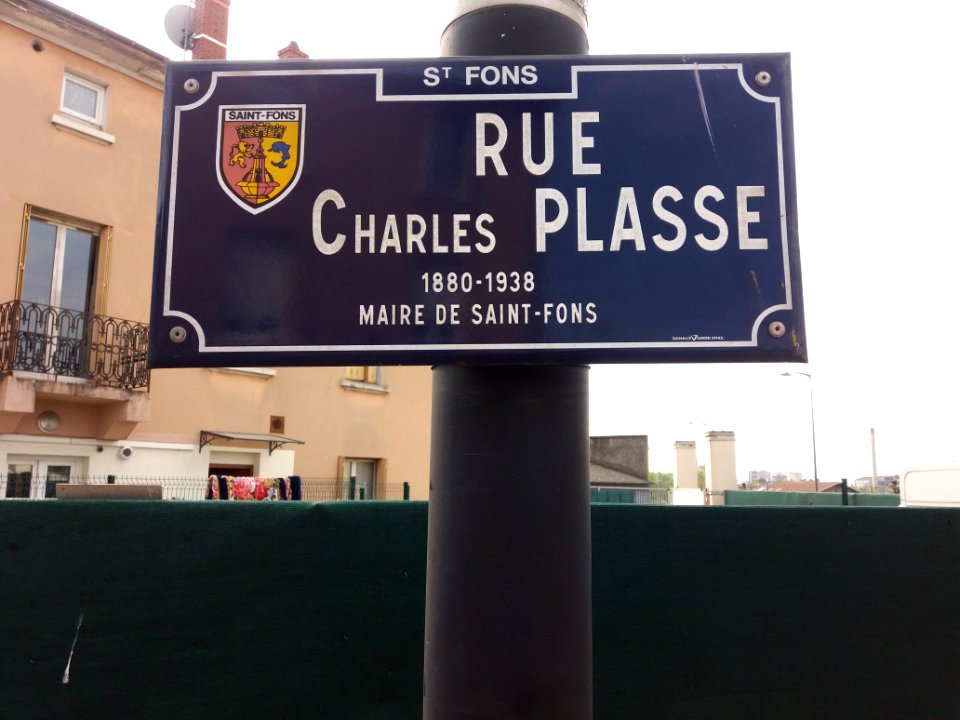 ST FONS
SAINT-FONS
RUE
CHARLES PLASSE
1880-1938
MAIRE DE SAINT-FONS